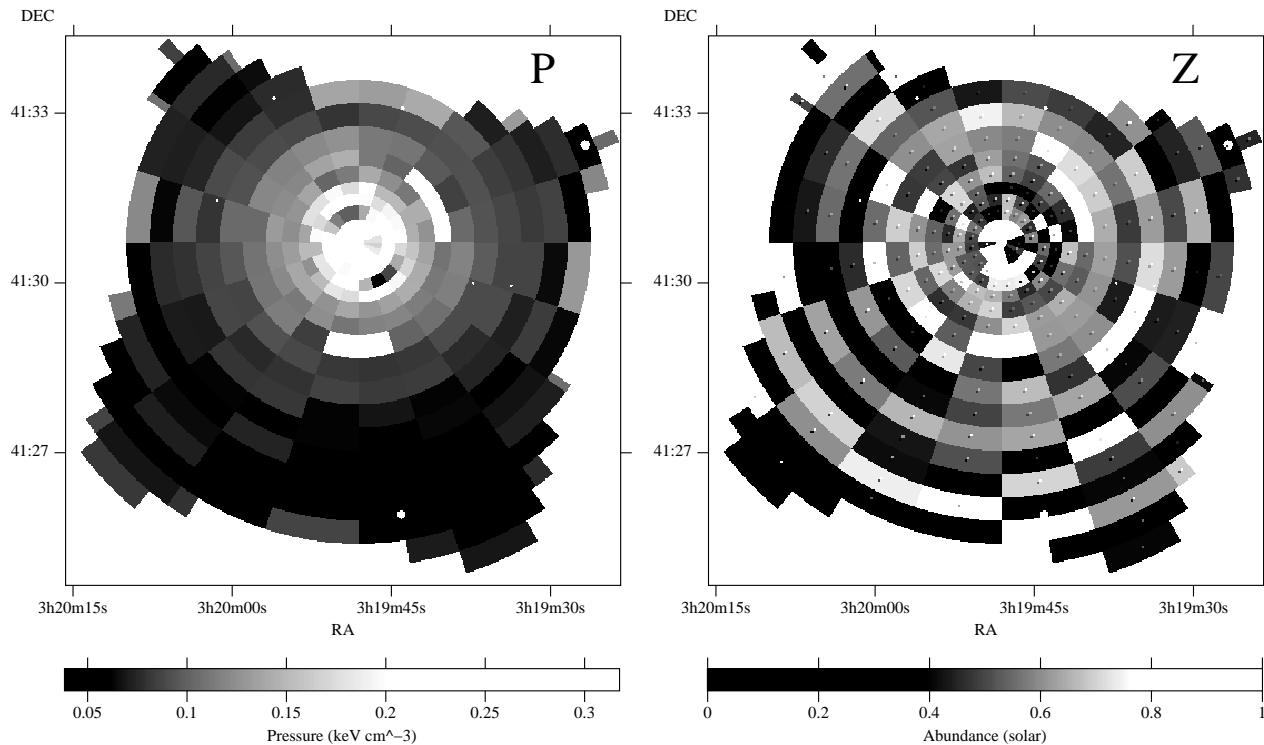 DEC
P
41:33
41:30
41:27
3h20m15s 3h20m00s 3h19m45s 3h19m30s
RA
0.05 0.1 0.15 0.2 0.25 0.3
Pressure (keV cm^−3)
DEC
Z
41:33
41:30
41:27
3h20m15s 3h20m00s 3h19m45s 3h19m30s
RA
0 0.2 0.4 0.6 0.8 1
Abundance (solar)